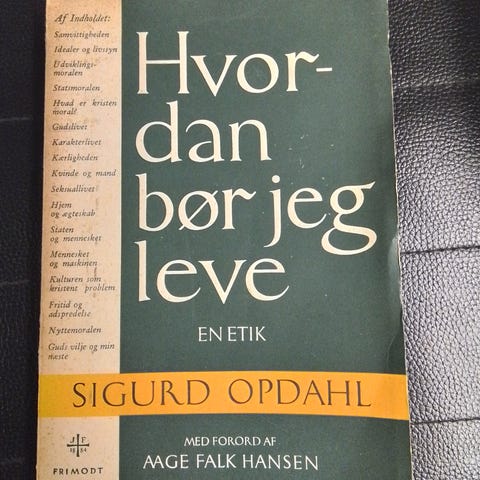 Af Indholdet:
Samvittigheden
Idealer og livssyn
Udviklings-
moralen
Statsmoralen
Hvad er kristen
moral?
Gudslivet
Karakterlivet
Kærligheden
Kvinde og mand
Seksuallivet
Hjem
og ægteskab
Staten
og mennesket
Mennesket
og maskinen
Kulturen som
kristent problem
Fritid og
adspredelse
Nyttemoralen
Guds vilje og min
næste
J F
18 84
FRIMODT
Hvor-
dan
bør jeg
leve
EN ETIK
SIGURD OPDAHL
MED FORORD AF
AAGE FALK HANSEN